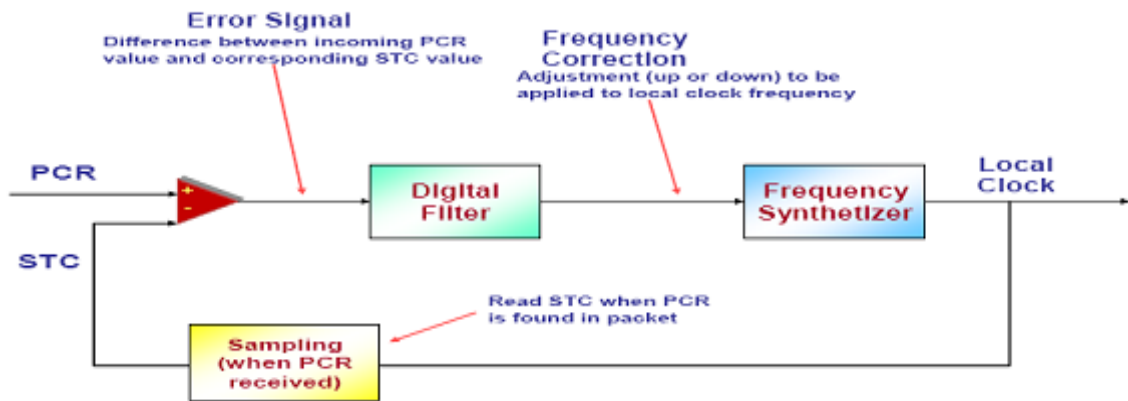 Error Signal
Difference between incoming PCR
value and corresponding STC value
Frequency
Correction
Adjustment (up or down) to be
applied to local clock frequency
PCR
+
-
STC
Digital
Filter
Frequency
Synthetizer
Local
Clock
Read STC when PCR
is found in packet
Sampling
(when PCR
received)